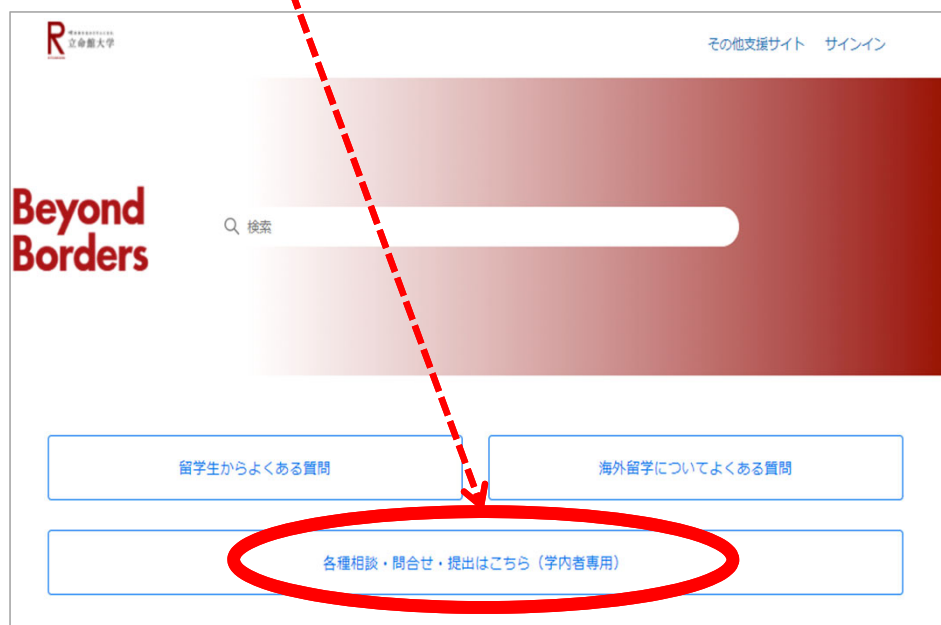 R 立命館大学
その他支援サイト サインイン
Beyond
Borders
検索
留学生からよくある質問
海外留学についてよくある質問
各種相談・問合せ・提出はこちら（学内者専用）